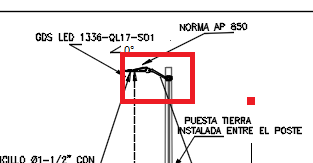 NORMA AP 850
GDS LED 1336-QL17-S01
0°
PUESTA TIERRA
INSTALADA ENTRE EL POSTE
CILLO Ø1-1/2" CON